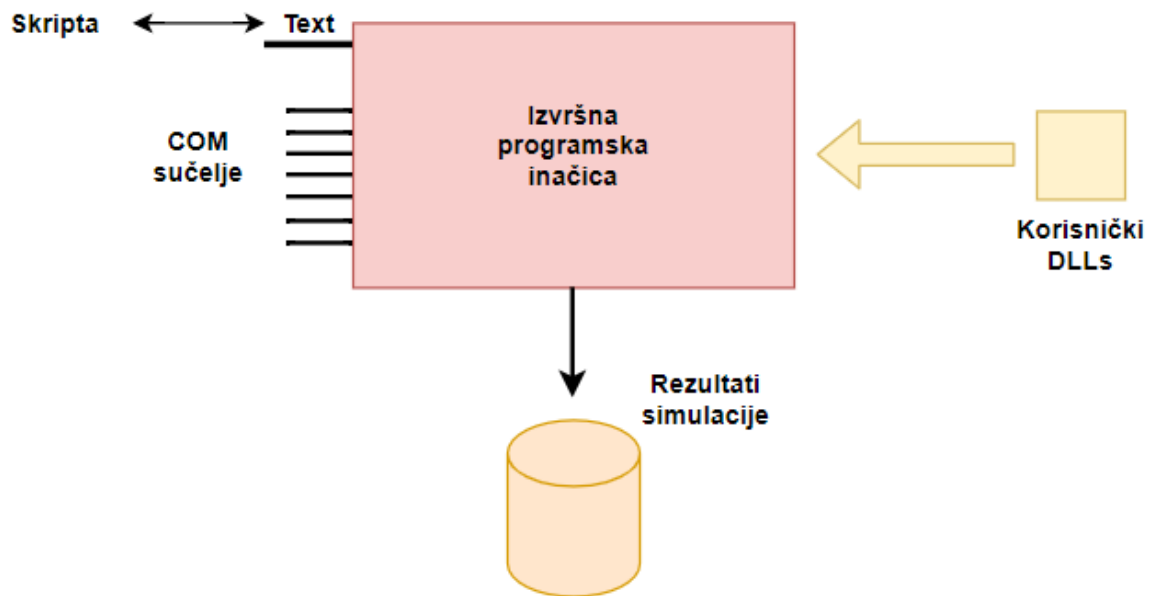 Skripta
Text
Izvršna
programska
inačica
COM
sučelje
Korisnički
DLLs
Rezultati
simulacije